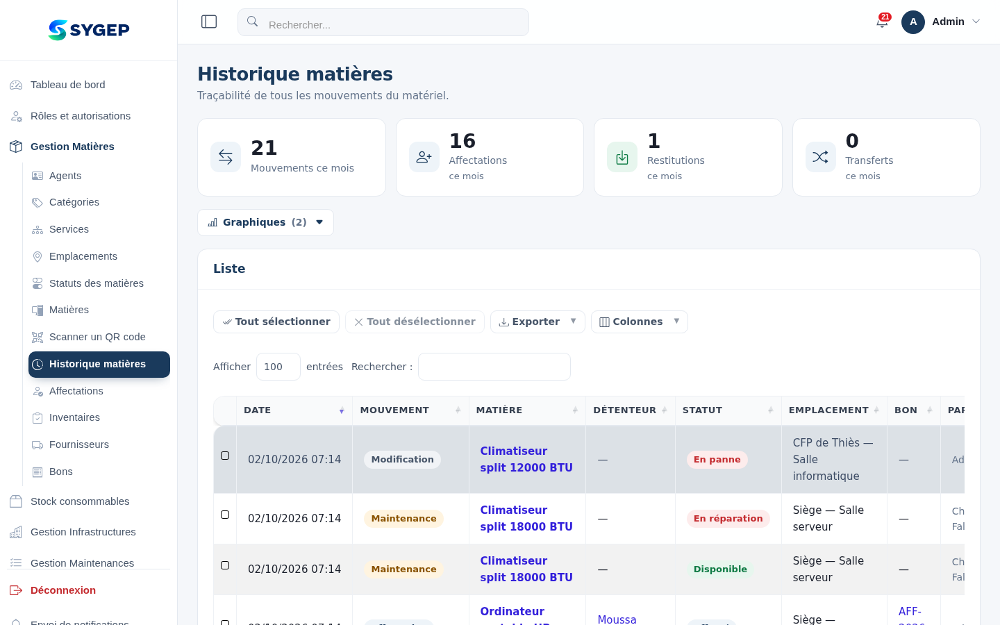 SYGEP
Rechercher...
21
A
Admin
Tableau de bord
Rôles et autorisations
Gestion Matières
Agents
Catégories
Services
Emplacements
Statuts des matières
Matières
Scanner un QR code
Historique matières
Affectations
Inventaires
Fournisseurs
Bons
Stock consommables
Gestion Infrastructures
Gestion Maintenances
Déconnexion
Envoi de notifications
Historique matières
Traçabilité de tous les mouvements du matériel.
21
Mouvements ce mois
16
Affectations
ce mois
1
Restitutions
ce mois
0
Transferts
ce mois
Graphiques (2)
Liste
Tout sélectionner
Tout désélectionner
Exporter
Colonnes
Afficher 100 entrées Rechercher :
DATE MOUVEMENT MATIÈRE DÉTENTEUR STATUT EMPLACEMENT BON PAR
02/10/2026 07:14 Modification Climatiseur split 12000 BTU — En panne CFP de Thiès — Salle informatique — Ad
02/10/2026 07:14 Maintenance Climatiseur split 18000 BTU — En réparation Siège — Salle serveur — Ch Fal
02/10/2026 07:14 Maintenance Climatiseur split 18000 BTU — Disponible Siège — Salle serveur — Ch Fal
Ordinateur Moussa Siège — AFF-